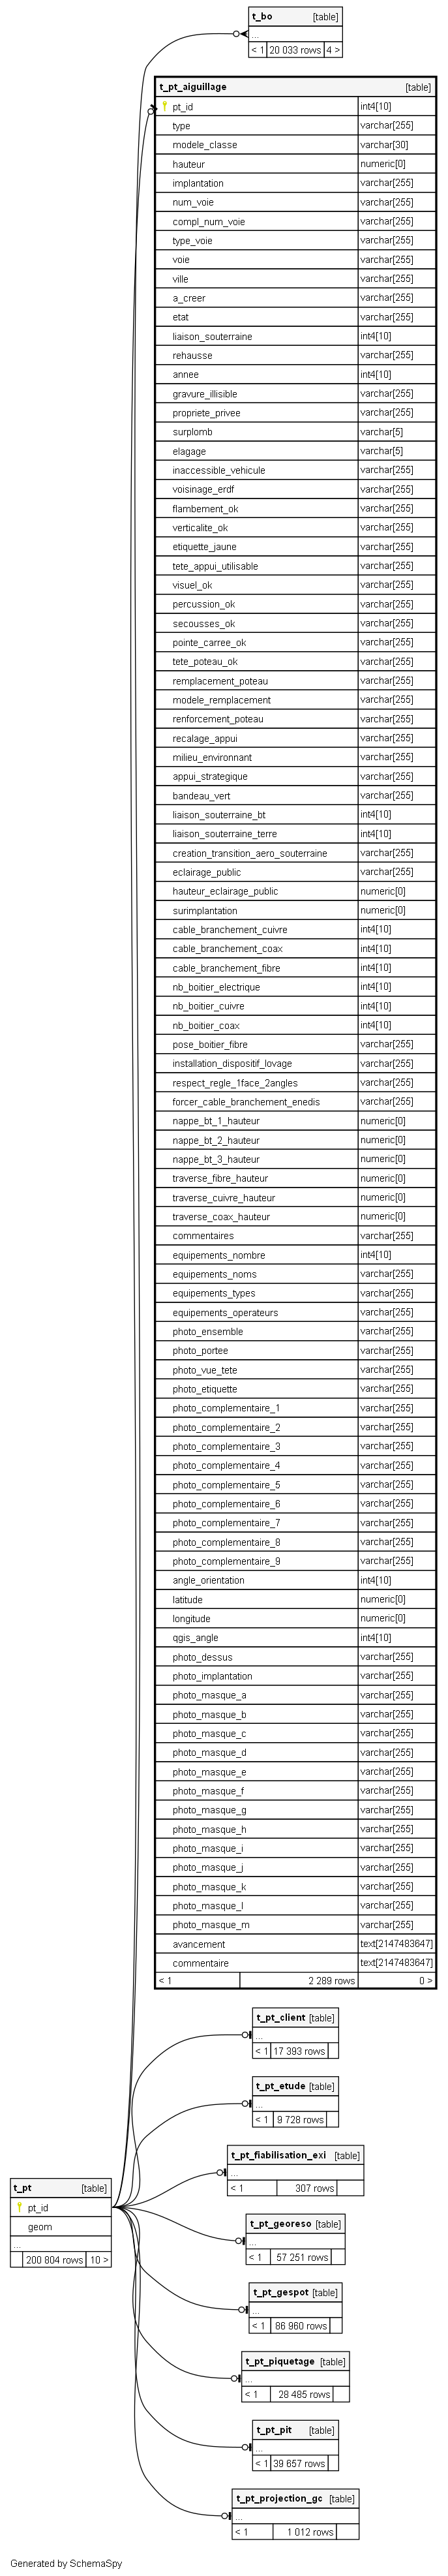 t_bo [table]
...
< 1 20 033 rows 4 >
t_pt_aiguillage [table]
pt_id int4[10]
type varchar[255]
modele_classe varchar[30]
hauteur numeric[0]
implantation varchar[255]
num_voie varchar[255]
compl_num_voie varchar[255]
type_voie varchar[255]
voie varchar[255]
ville varchar[255]
a_creer varchar[255]
etat varchar[255]
liaison_souterraine int4[10]
rehausse varchar[255]
annee int4[10]
gravure_illisible varchar[255]
propriete_privee varchar[255]
surplomb varchar[5]
elagage varchar[5]
inaccessible_vehicule varchar[255]
voisinage_erdf varchar[255]
flambement_ok varchar[255]
verticalite_ok varchar[255]
etiquette_jaune varchar[255]
tete_appui_utilisable varchar[255]
visuel_ok varchar[255]
percussion_ok varchar[255]
secousses_ok varchar[255]
pointe_carree_ok varchar[255]
tete_poteau_ok varchar[255]
remplacement_poteau varchar[255]
modele_remplacement varchar[255]
renforcement_poteau varchar[255]
recalage_appui varchar[255]
milieu_environnant varchar[255]
appui_strategique varchar[255]
bandeau_vert varchar[255]
liaison_souterraine_bt int4[10]
liaison_souterraine_terre int4[10]
creation_transition_aero_souterraine varchar[255]
eclairage_public varchar[255]
hauteur_eclairage_public numeric[0]
surimplantation numeric[0]
cable_branchement_cuivre int4[10]
cable_branchement_coax int4[10]
cable_branchement_fibre int4[10]
nb_boitier_electrique int4[10]
nb_boitier_cuivre int4[10]
nb_boitier_coax int4[10]
pose_boitier_fibre varchar[255]
installation_dispositif_lovage varchar[255]
respect_regle_1face_2angles varchar[255]
forcer_cable_branchement_enedis varchar[255]
nappe_bt_1_hauteur numeric[0]
nappe_bt_2_hauteur numeric[0]
nappe_bt_3_hauteur numeric[0]
traverse_fibre_hauteur numeric[0]
traverse_cuivre_hauteur numeric[0]
traverse_coax_hauteur numeric[0]
commentaires varchar[255]
equipements_nombre int4[10]
equipements_noms varchar[255]
equipements_types varchar[255]
equipements_operateurs varchar[255]
photo_ensemble varchar[255]
photo_portee varchar[255]
photo_vue_tete varchar[255]
photo_etiquette varchar[255]
photo_complementaire_1 varchar[255]
photo_complementaire_2 varchar[255]
photo_complementaire_3 varchar[255]
photo_complementaire_4 varchar[255]
photo_complementaire_5 varchar[255]
photo_complementaire_6 varchar[255]
photo_complementaire_7 varchar[255]
photo_complementaire_8 varchar[255]
photo_complementaire_9 varchar[255]
angle_orientation int4[10]
latitude numeric[0]
longitude numeric[0]
qgis_angle int4[10]
photo_dessus varchar[255]
photo_implantation varchar[255]
photo_masque_a varchar[255]
photo_masque_b varchar[255]
photo_masque_c varchar[255]
photo_masque_d varchar[255]
photo_masque_e varchar[255]
photo_masque_f varchar[255]
photo_masque_g varchar[255]
photo_masque_h varchar[255]
photo_masque_i varchar[255]
photo_masque_j varchar[255]
photo_masque_k varchar[255]
photo_masque_l varchar[255]
photo_masque_m varchar[255]
avancement text[2147483647]
commentaire text[2147483647]
< 1 2 289 rows 0 >
t_pt_client [table]
...
< 1 17 393 rows
t_pt_etude [table]
...
< 1 9 728 rows
t_pt_fiabilisation_exi [table]
...
< 1 307 rows
t_pt [table]
pt_id
geom
...
200 804 rows 10 >
t_pt_georeso [table]
...
< 1 57 251 rows
t_pt_gespot [table]
...
< 1 86 960 rows
t_pt_piquetage [table]
...
< 1 28 485 rows
t_pt_pit [table]
...
< 1 39 657 rows
t_pt_projection_gc [table]
...
< 1 1 012 rows
Generated by SchemaSpy